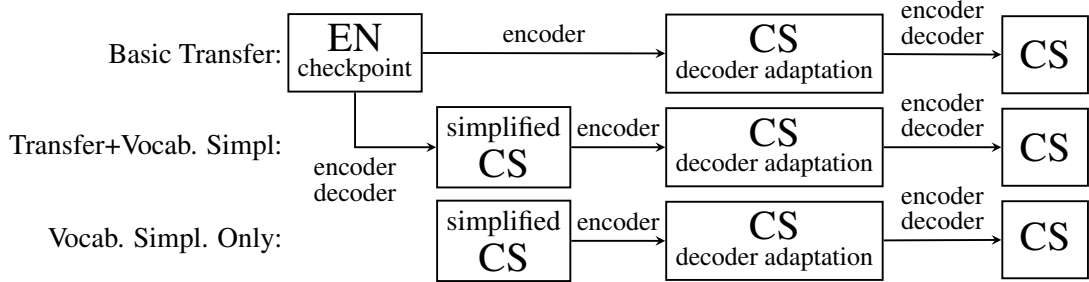 Basic Transfer:
EN
checkpoint
encoder
CS
decoder adaptation
encoder
decoder
CS
Transfer+Vocab. Simpl:
encoder
decoder
simplified
CS
encoder
CS
decoder adaptation
encoder
decoder
CS
Vocab. Simpl. Only:
simplified
CS
encoder
CS
decoder adaptation
encoder
decoder
CS